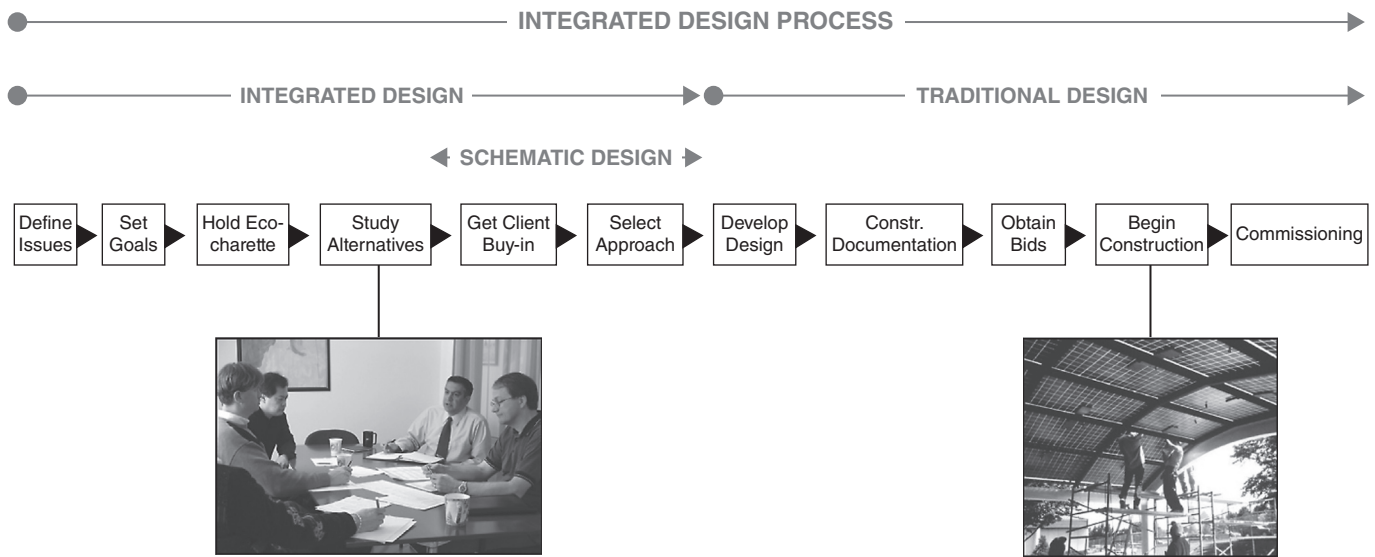 INTEGRATED DESIGN PROCESS
INTEGRATED DESIGN
TRADITIONAL DESIGN
SCHEMATIC DESIGN
Define
Issues
Set
Goals
Hold Eco-
charette
Study
Alternatives
Get Client
Buy-in
Select
Approach
Develop
Design
Constr.
Documentation
Obtain
Bids
Begin
Construction
Commissioning